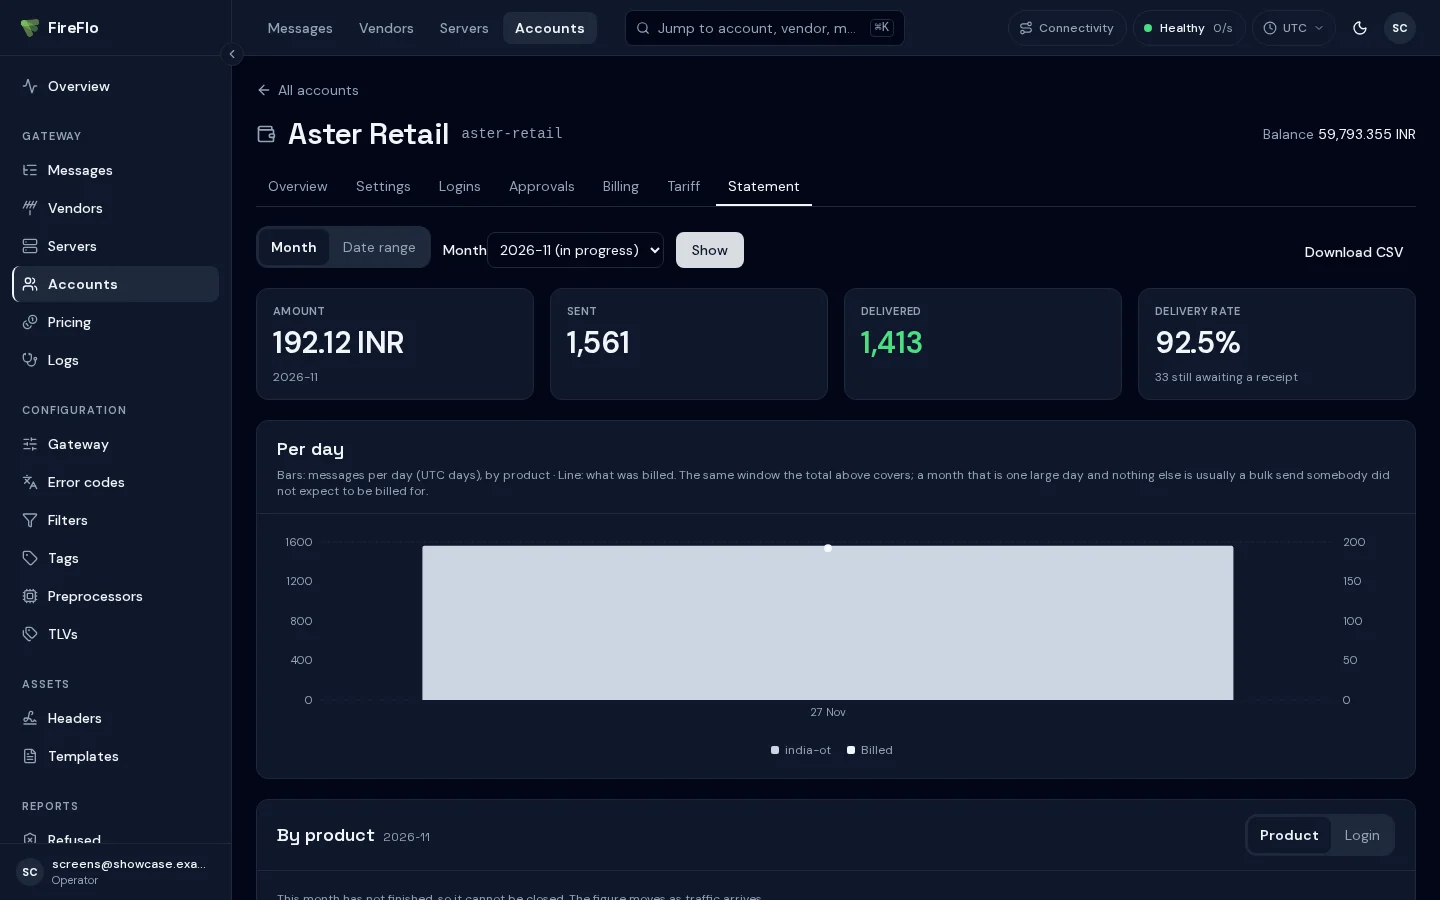 FireFlo
Messages
Vendors
Servers
Accounts
Jump to account, vendor, m...
⌘K
Connectivity
Healthy 0/s
UTC
SC
Overview
GATEWAY
Messages
Vendors
Servers
Accounts
Pricing
Logs
CONFIGURATION
Gateway
Error codes
Filters
Tags
Preprocessors
TLVs
ASSETS
Headers
Templates
REPORTS
Refused
SC
screens@showcase.exa...
Operator
All accounts
Aster Retail aster-retail
Balance 59,793.355 INR
Overview
Settings
Logins
Approvals
Billing
Tariff
Statement
Month
Date range
Month
2026-11 (in progress)
Show
Download CSV
AMOUNT
192.12 INR
2026-11
SENT
1,561
DELIVERED
1,413
DELIVERY RATE
92.5%
33 still awaiting a receipt
Per day
Bars: messages per day (UTC days), by product · Line: what was billed. The same window the total above covers; a month that is one large day and nothing else is usually a bulk send somebody did
not expect to be billed for.
1600
1200
800
400
0
200
150
100
50
0
27 Nov
india-ot
Billed
By product 2026-11
Product
Login
This month has not finished, so it cannot be closed. The figure moves as traffic arrives.